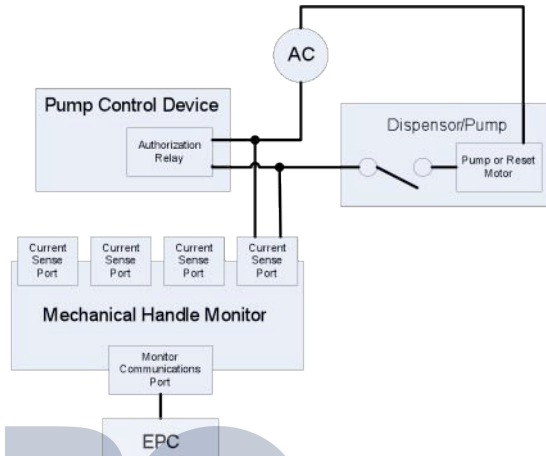 AC
Pump Control Device
Authorization
Relay
Dispensor/Pump
Pump or Reset
Motor
Current
Sense
Port
Current
Sense
Port
Current
Sense
Port
Current
Sense
Port
Mechanical Handle Monitor
Monitor
Communications
Port
EPC